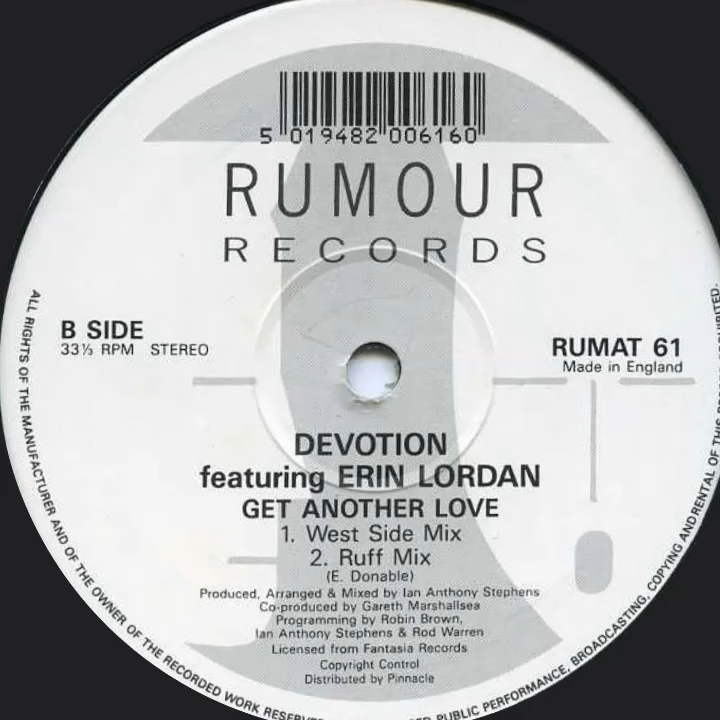 5 019482 006160
RUMOUR
RECORDS
B SIDE
33⅓ RPM STEREO
RUMAT 61
Made in England
DEVOTION
featuring ERIN LORDAN
GET ANOTHER LOVE
1. West Side Mix
2. Ruff Mix
(E. Donable)
Produced, Arranged & Mixed by Ian Anthony Stephens
Co-produced by Gareth Marshallsea
Programming by Robin Brown,
Ian Anthony Stephens & Rod Warren
Licensed from Fantasia Records
Copyright Control
Distributed by Pinnacle
ALL RIGHTS OF THE MANUFACTURER AND OF THE OWNER OF THE RECORDED WORK PUBLIC PERFORMANCE, BROADCASTING, COPYING AND RENTAL OF THIS